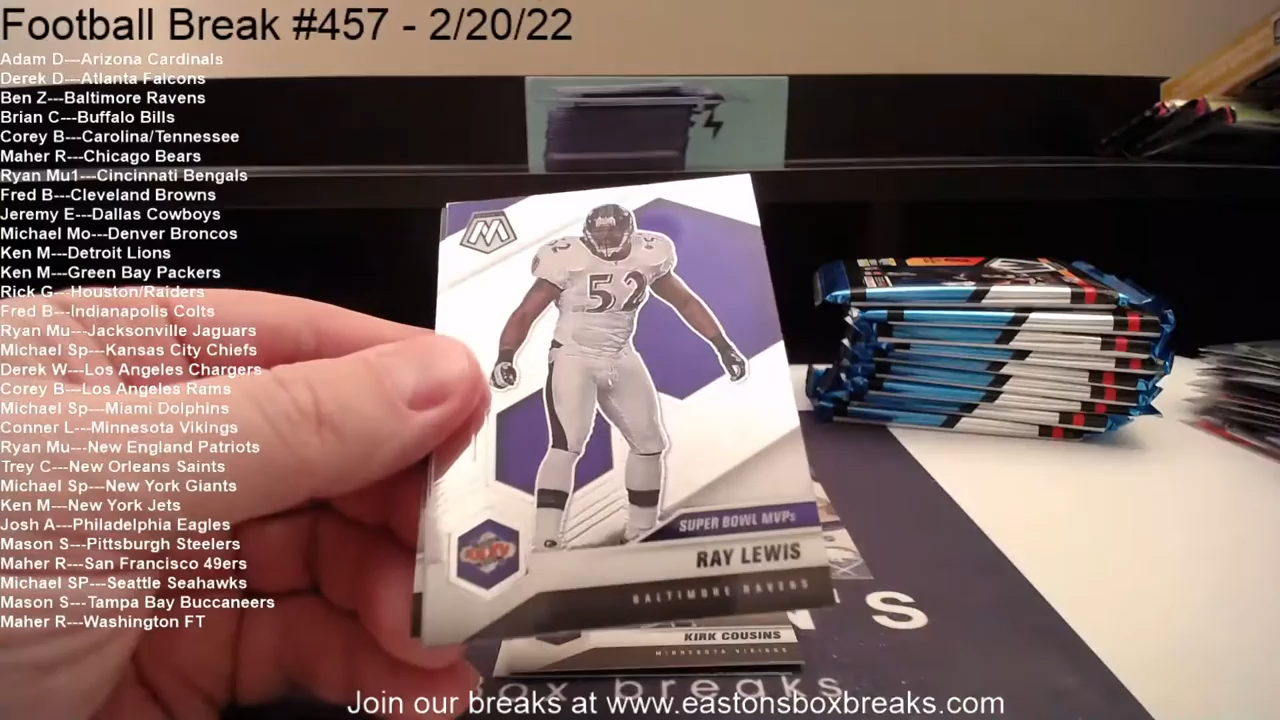 Football Break #457 - 2/20/22
Adam D---Arizona Cardinals
Derek D---Atlanta Falcons
Ben Z---Baltimore Ravens
Brian C---Buffalo Bills
Corey B---Carolina/Tennessee
Maher R---Chicago Bears
Ryan Mu1---Cincinnati Bengals
Fred B---Cleveland Browns
Jeremy E---Dallas Cowboys
Michael Mo---Denver Broncos
Ken M---Detroit Lions
Ken M---Green Bay Packers
Rick G---Houston/Raiders
Fred B---Indianapolis Colts
Ryan Mu---Jacksonville Jaguars
Michael Sp---Kansas City Chiefs
Derek W---Los Angeles Chargers
Corey B---Los Angeles Rams
Michael Sp---Miami Dolphins
Conner L---Minnesota Vikings
Ryan Mu---New England Patriots
Trey C---New Orleans Saints
Michael Sp---New York Giants
Ken M---New York Jets
Josh A---Philadelphia Eagles
Mason S---Pittsburgh Steelers
Maher R---San Francisco 49ers
Michael SP---Seattle Seahawks
Mason S---Tampa Bay Buccaneers
Maher R---Washington FT
M
52
52
XXXV
SUPER BOWL MVPs
RAY LEWIS
BALTIMORE RAVENS
KIRK COUSINS
MINNESOTA VIKINGS
box breaks
Join our breaks at www.eastonsboxbreaks.com